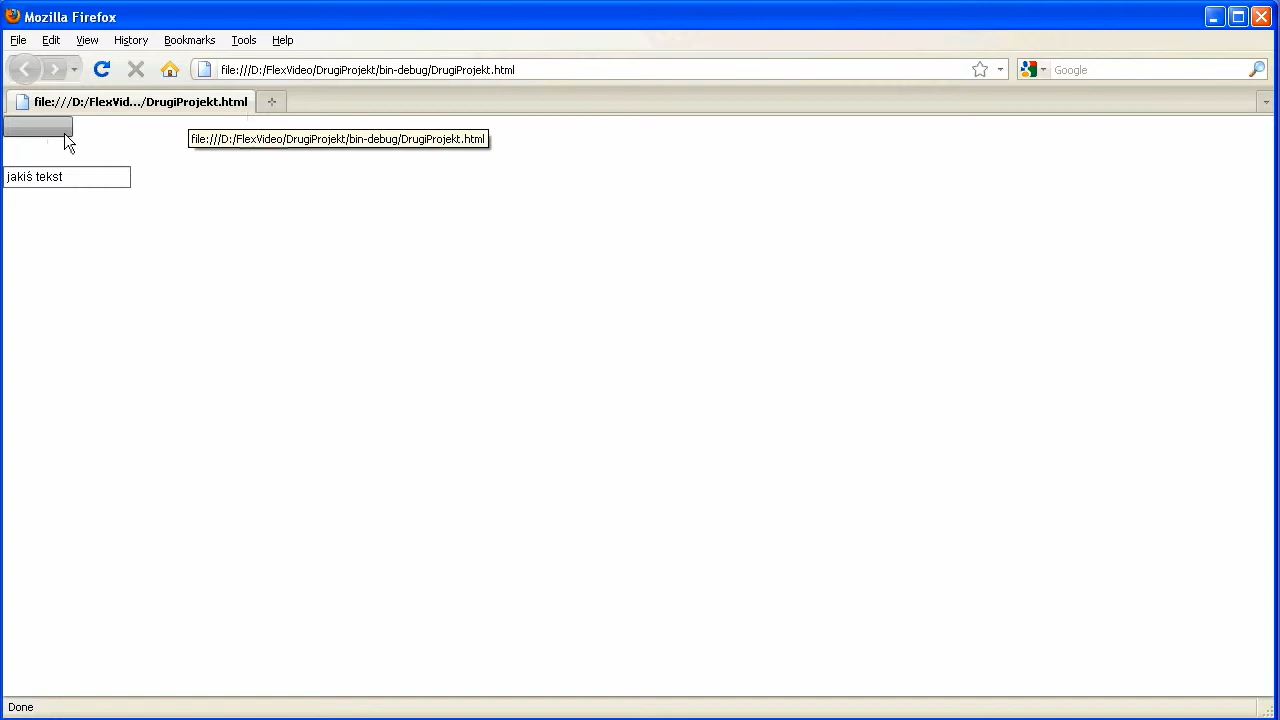 Mozilla Firefox
File Edit View History Bookmarks Tools Help
file:///D:/FlexVideo/DrugiProjekt/bin-debug/DrugiProjekt.html
Google
file:///D:/FlexVid.../DrugiProjekt.html
file:///D:/FlexVideo/DrugiProjekt/bin-debug/DrugiProjekt.html
jakiś tekst
Done